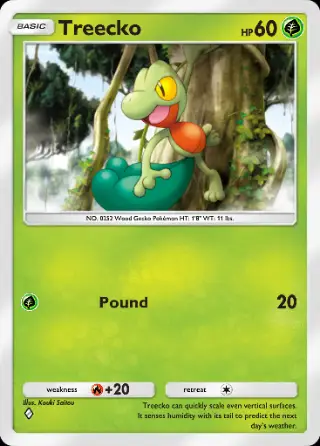 BASIC Treecko HP60
NO. 0252 Wood Gecko Pokémon HT: 1'8" WT: 11 lbs.
Pound 20
weakness +20 retreat
Illus. Kouki Saitou
Treecko can quickly scale even vertical surfaces.
It senses humidity with its tail to predict the next
day's weather.